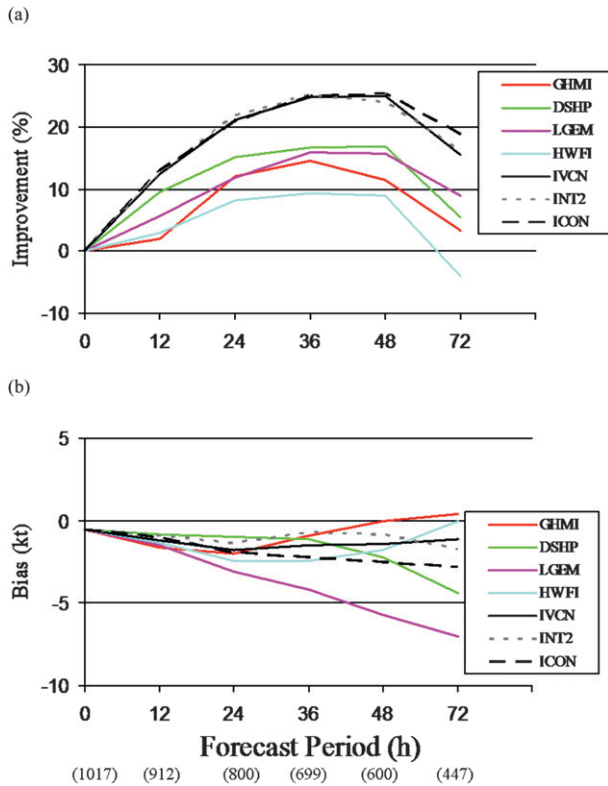 (a)
30
20
10
0
-10
Improvement (%)
GHMI
DSHP
LGEM
HWFI
IVCN
INT2
ICON
0 12 24 36 48 72
(b)
5
0
-5
-10
Bias (kt)
GHMI
DSHP
LGEM
HWFI
IVCN
INT2
ICON
0 12 24 36 48 72
Forecast Period (h)
(1017) (912) (800) (699) (600) (447)